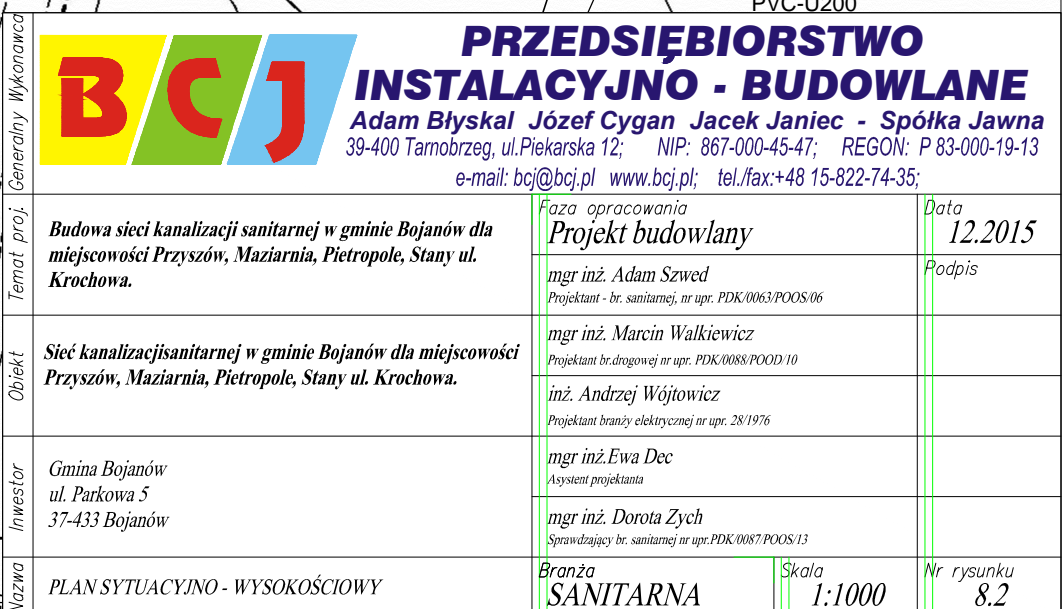 PVC-U200
Generalny Wykonawca
BCJ
PRZEDSIĘBIORSTWO
INSTALACYJNO - BUDOWLANE
Adam Błyskal Józef Cygan Jacek Janiec - Spółka Jawna
39-400 Tarnobrzeg, ul.Piekarska 12; NIP: 867-000-45-47; REGON: P 83-000-19-13
e-mail: bcj@bcj.pl www.bcj.pl; tel./fax:+48 15-822-74-35;
Temat proj.
Budowa sieci kanalizacji sanitarnej w gminie Bojanów dla
miejscowości Przyszów, Maziarnia, Pietropole, Stany ul.
Krochowa.
Faza opracowania
Projekt budowlany
Data
12.2015
mgr inż. Adam Szwed
Projektant - br. sanitarnej, nr upr. PDK/0063/POOS/06
Podpis
Obiekt
Sieć kanalizacjisanitarnej w gminie Bojanów dla miejscowości
Przyszów, Maziarnia, Pietropole, Stany ul. Krochowa.
mgr inż. Marcin Walkiewicz
Projektant br.drogowej nr upr. PDK/0088/POOD/10
inż. Andrzej Wójtowicz
Projektant branży elektrycznej nr upr. 28/1976
Inwestor
Gmina Bojanów
ul. Parkowa 5
37-433 Bojanów
mgr inż.Ewa Dec
Asystent projektanta
mgr inż. Dorota Zych
Sprawdzający br. sanitarnej nr upr.PDK/0087/POOS/13
Nazwa
PLAN SYTUACYJNO - WYSOKOŚCIOWY
Branża
SANITARNA
Skala
1:1000
Nr rysunku
8.2